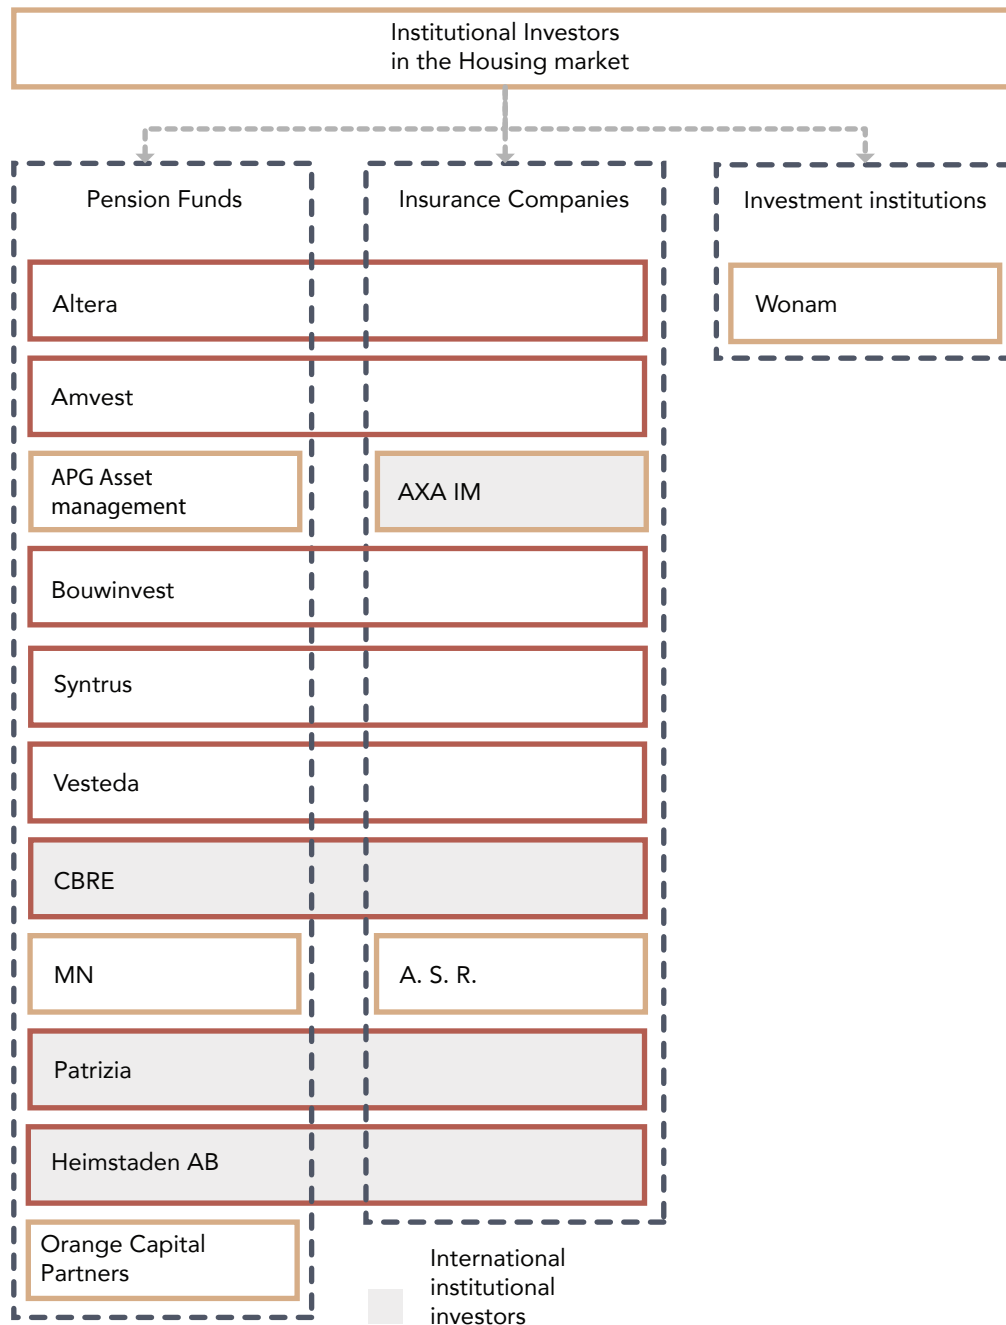 Institutional Investors
in the Housing market
Pension Funds
Insurance Companies
Investment institutions
Altera
Wonam
Amvest
APG Asset
management
AXA IM
Bouwinvest
Syntrus
Vesteda
CBRE
MN
A. S. R.
Patrizia
Heimstaden AB
Orange Capital
Partners
International
institutional
investors